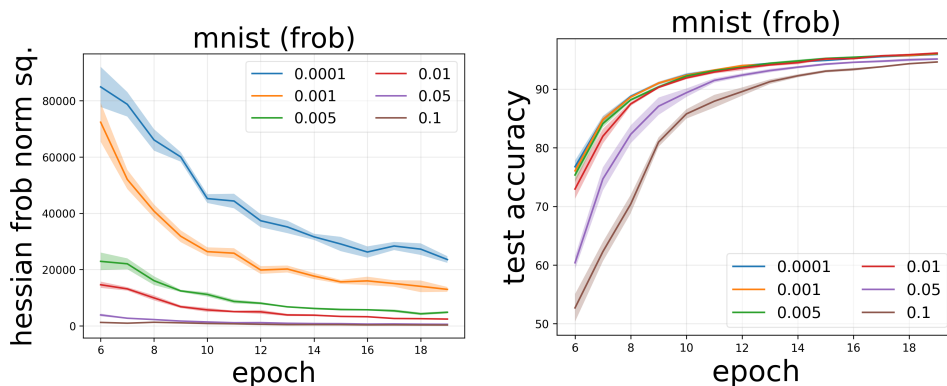 mnist (frob)
hessian frob norm sq.
80000
60000
40000
20000
0
0.0001 0.01
0.001 0.05
0.005 0.1
6 8 10 12 14 16 18
epoch
mnist (frob)
test accuracy
90
80
70
60
50
0.0001 0.01
0.001 0.05
0.005 0.1
6 8 10 12 14 16 18
epoch